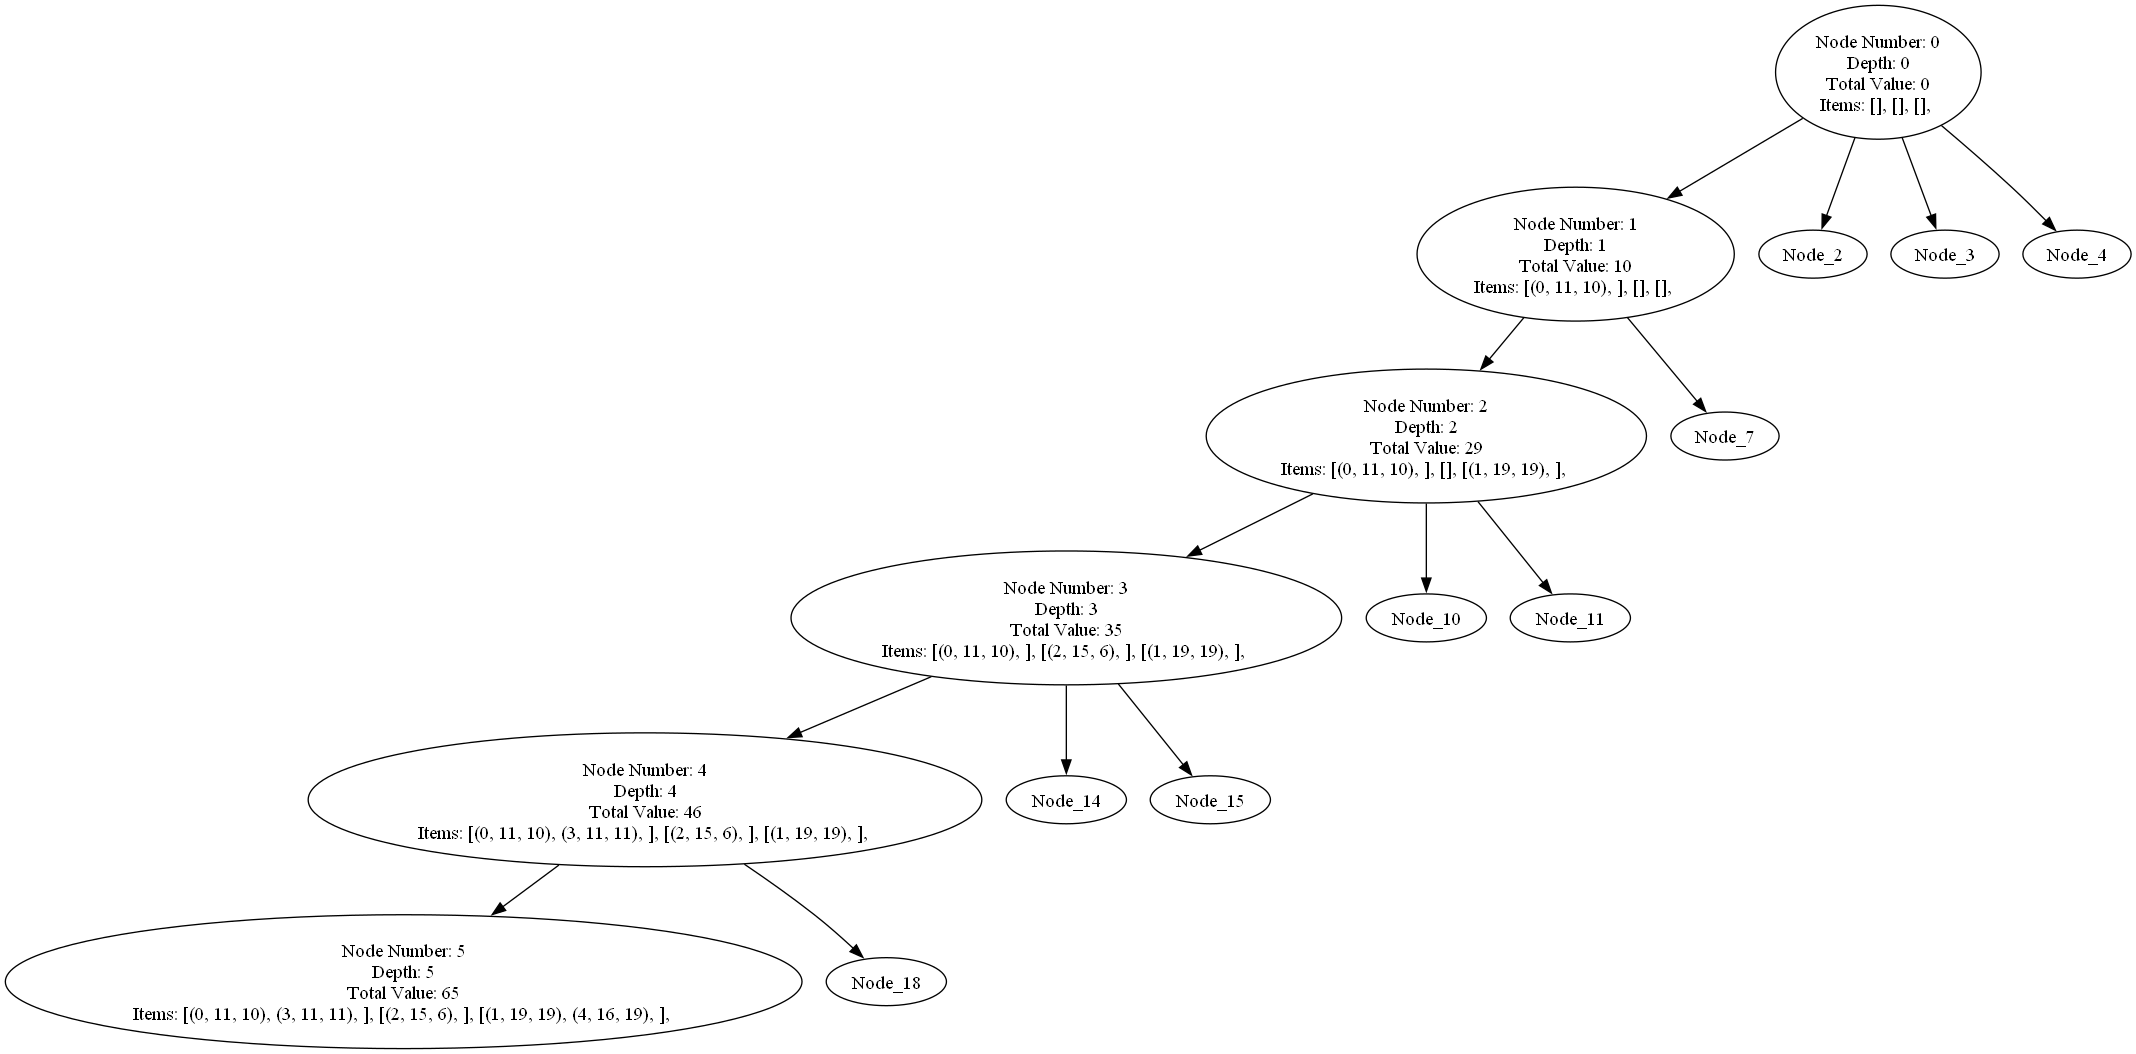 Node Number: 0
Depth: 0
Total Value: 0
Items: [], [], [],
Node Number: 1
Depth: 1
Total Value: 10
Items: [(0, 11, 10), ], [], [],
Node_2
Node_3
Node_4
Node Number: 2
Depth: 2
Total Value: 29
Items: [(0, 11, 10), ], [], [(1, 19, 19), ],
Node_7
Node Number: 3
Depth: 3
Total Value: 35
Items: [(0, 11, 10), ], [(2, 15, 6), ], [(1, 19, 19), ],
Node_10
Node_11
Node Number: 4
Depth: 4
Total Value: 46
Items: [(0, 11, 10), (3, 11, 11), ], [(2, 15, 6), ], [(1, 19, 19), ],
Node_14
Node_15
Node Number: 5
Depth: 5
Total Value: 65
Items: [(0, 11, 10), (3, 11, 11), ], [(2, 15, 6), ], [(1, 19, 19), (4, 16, 19), ],
Node_18